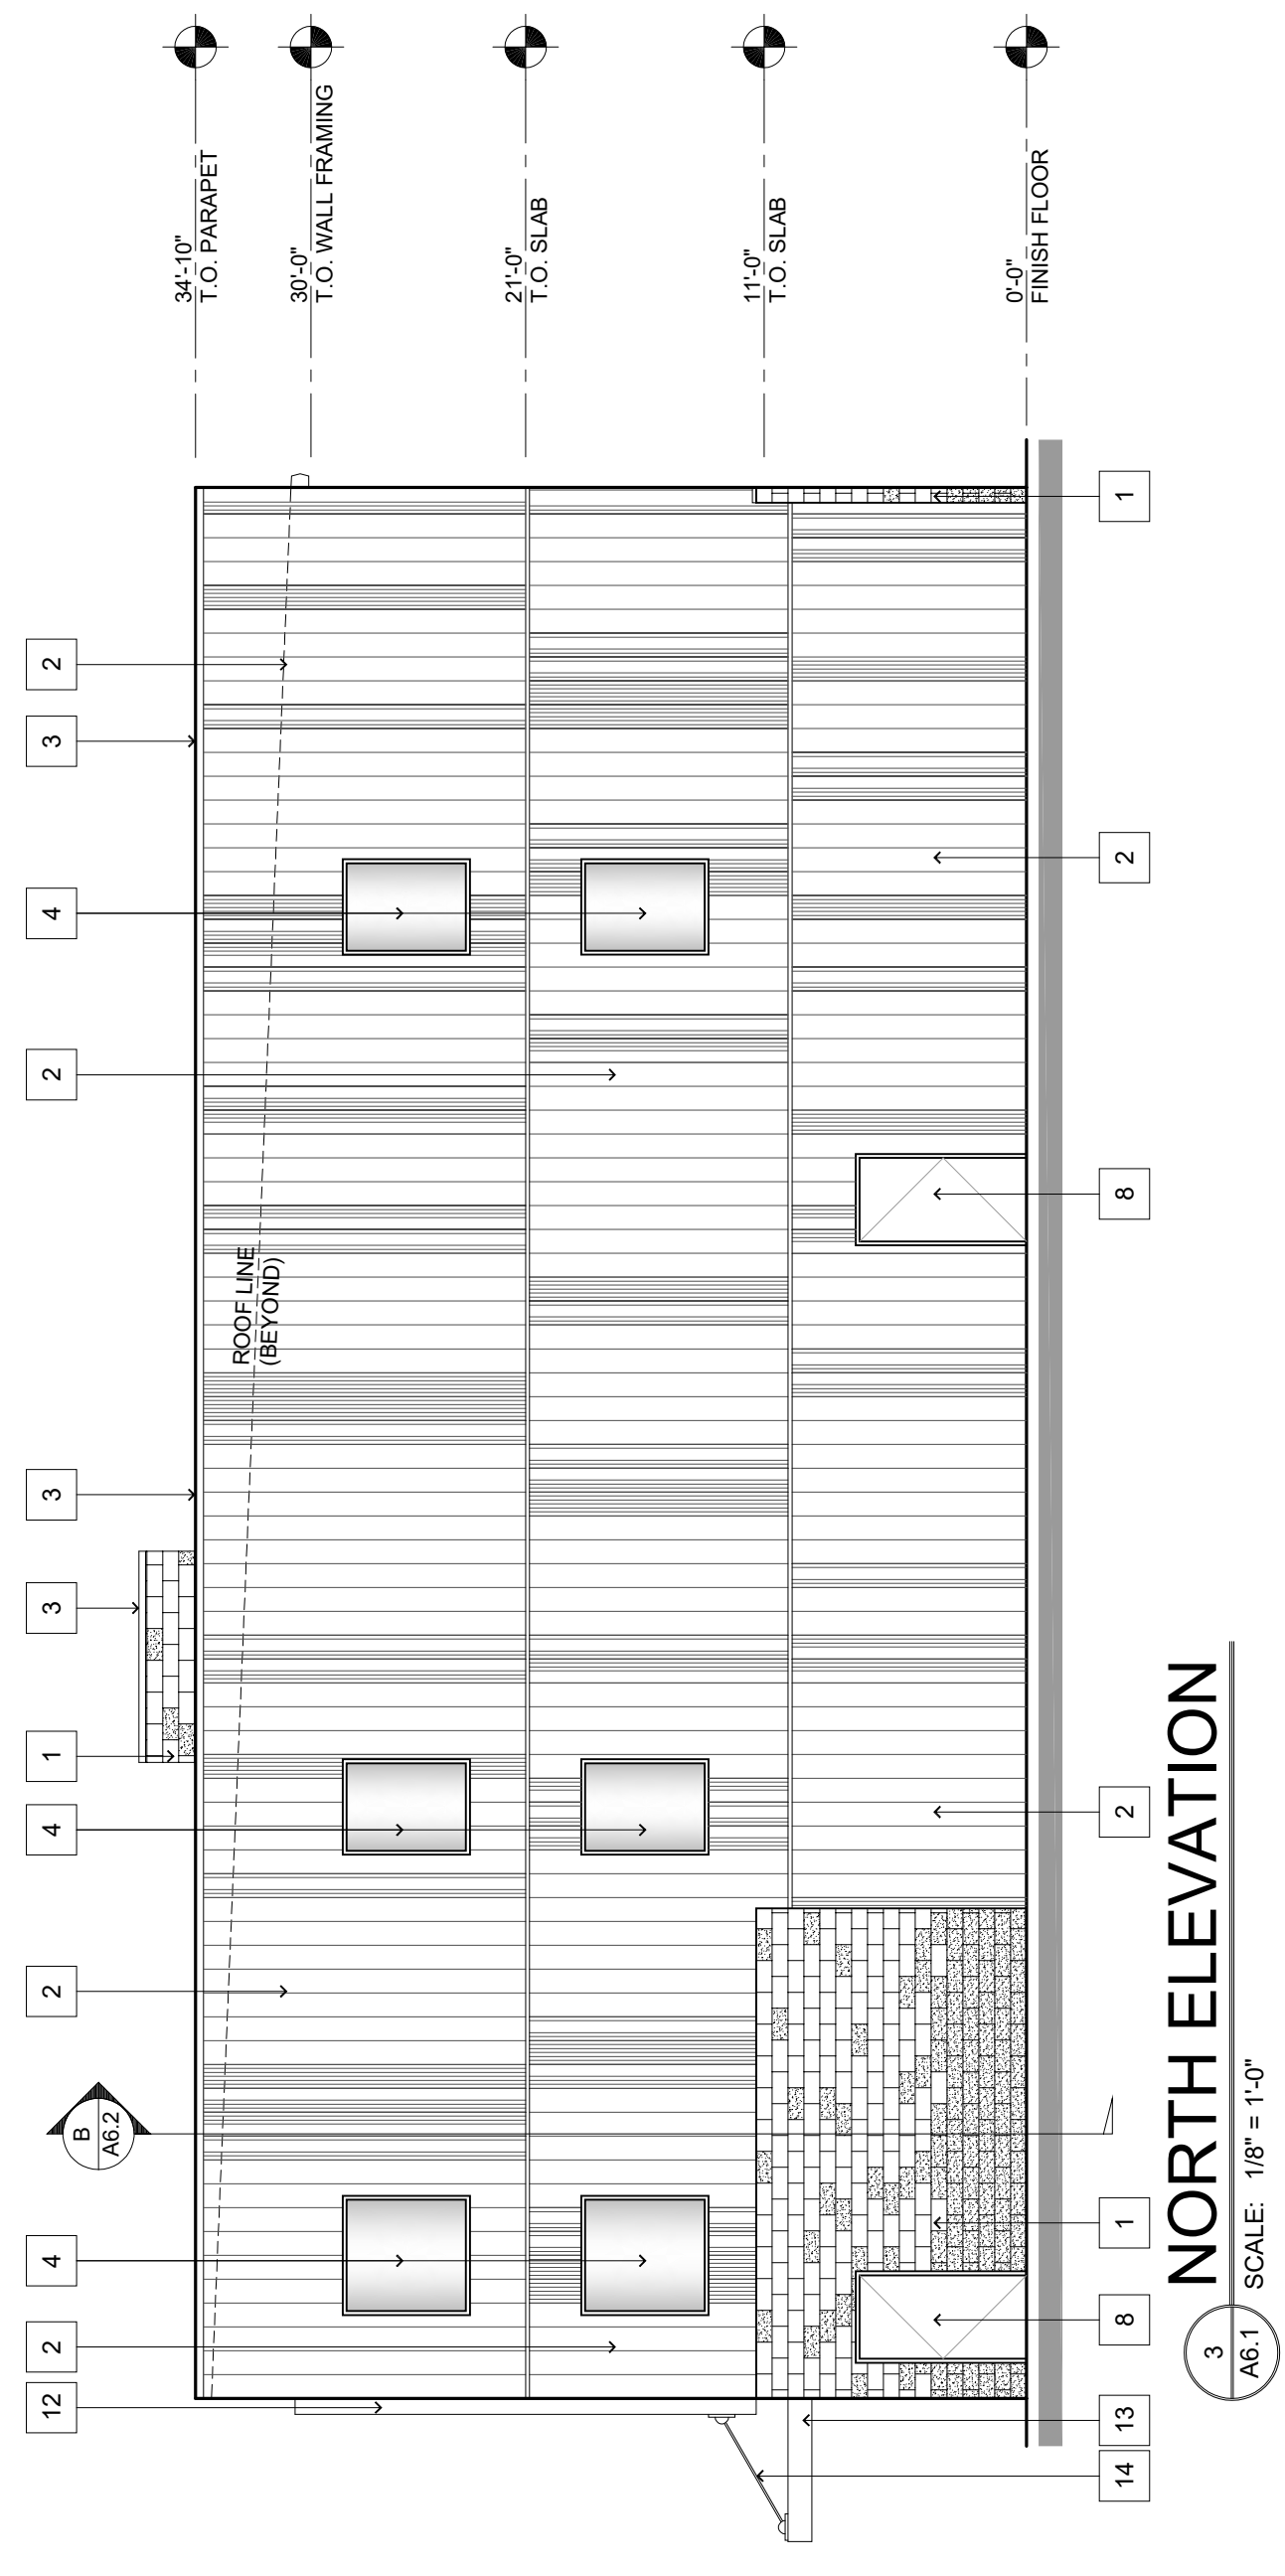 12
2
4
B
A6.2
2
4
1
3
3
2
4
3
2
34'-10"
T.O. PARAPET
ROOF LINE
(BEYOND)
30'-0"
T.O. WALL FRAMING
21'-0"
T.O. SLAB
11'-0"
T.O. SLAB
0'-0"
FINISH FLOOR
14
13
8
1
2
8
2
1
3
A6.1
NORTH ELEVATION
SCALE: 1/8" = 1'-0"